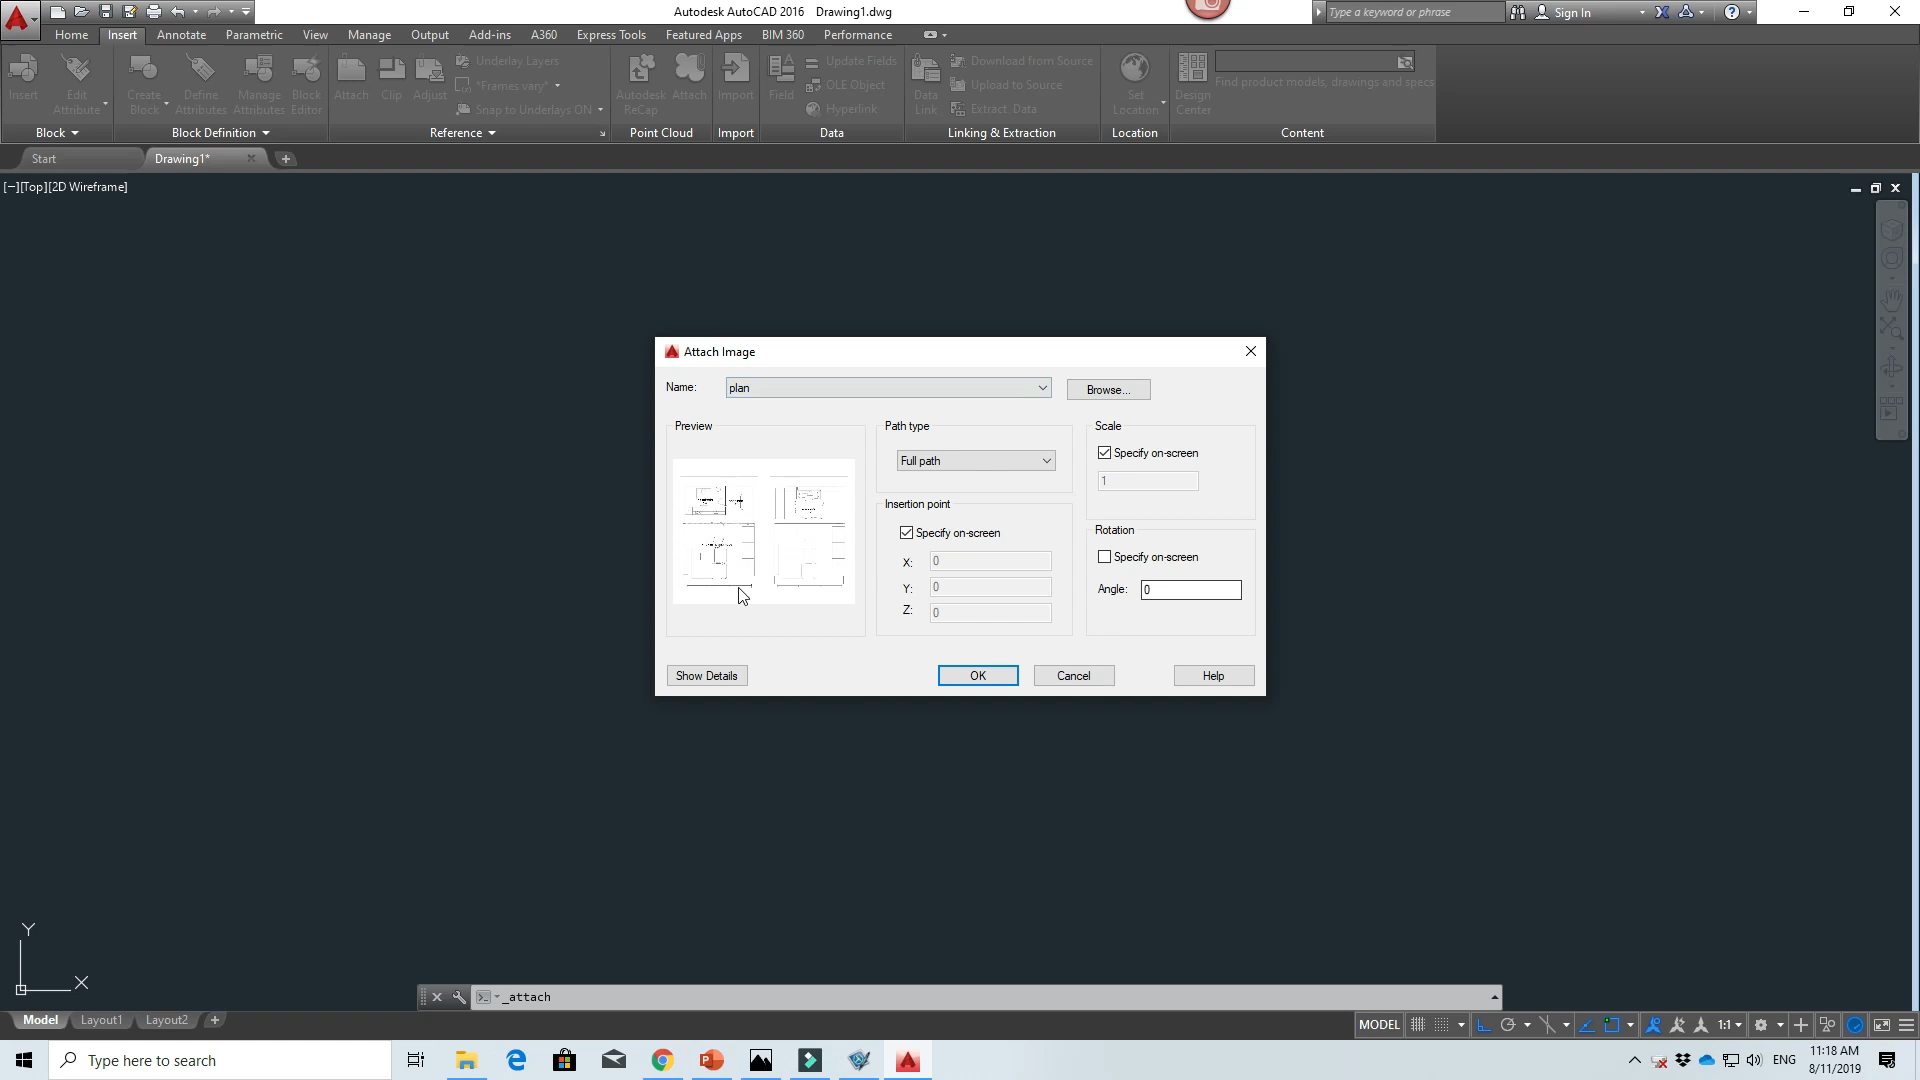 Autodesk AutoCAD 2016 Drawing1.dwg
Type a keyword or phrase
Sign In
Home Insert Annotate Parametric View Manage Output Add-ins A360 Express Tools Featured Apps BIM 360 Performance
Insert
Edit
Attribute
Create
Block
Define
Attributes
Manage
Attributes
Block
Editor
Attach
Clip
Adjust
Underlay Layers
*Frames vary*
Snap to Underlays ON
Autodesk
ReCap
Attach
Import
Field
Update Fields
OLE Object
Hyperlink
Data
Link
Download from Source
Upload to Source
Extract Data
Set
Location
Design
Center
Find product models, drawings and specs
Block
Block Definition
Reference
Point Cloud
Import
Data
Linking & Extraction
Location
Content
Start
Drawing1*
[−][Top][2D Wireframe]
Attach Image
Name:
plan
Browse...
Preview
Path type
Full path
Scale
Specify on-screen
1
Insertion point
Specify on-screen
X:
0
Y:
0
Z:
0
Rotation
Specify on-screen
Angle:
0
Show Details
OK
Cancel
Help
Y
X
_attach
Model
Layout1
Layout2
MODEL
1:1
Type here to search
ENG
11:18 AM
8/11/2019